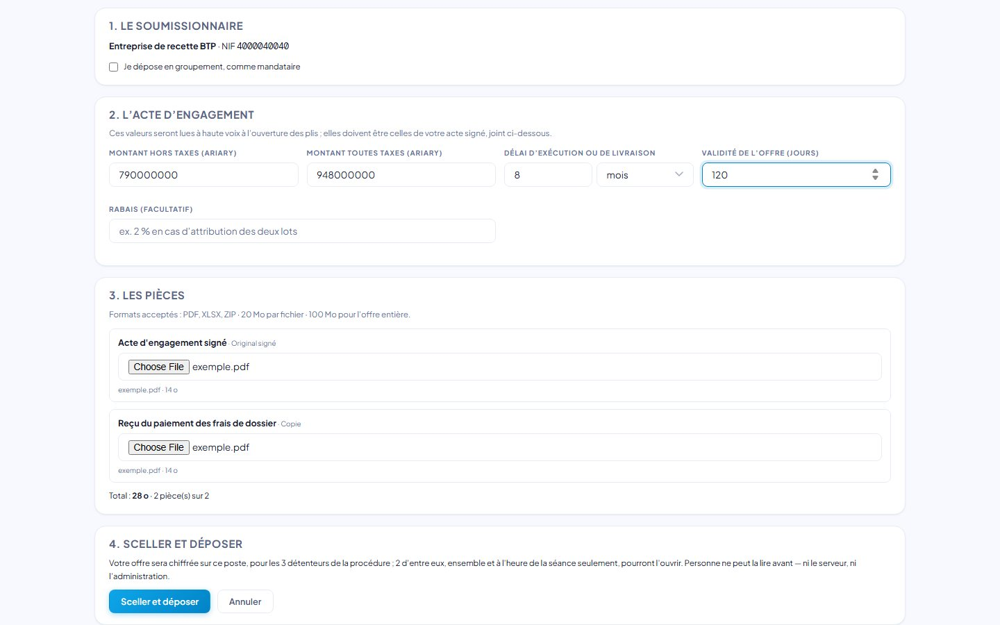 1. LE SOUMISSIONNAIRE
Entreprise de recette BTP · NIF 4000040040
Je dépose en groupement, comme mandataire
2. L’ACTE D’ENGAGEMENT
Ces valeurs seront lues à haute voix à l’ouverture des plis ; elles doivent être celles de votre acte signé, joint ci-dessous.
MONTANT HORS TAXES (ARIARY)
790000000
MONTANT TOUTES TAXES (ARIARY)
948000000
DÉLAI D’EXÉCUTION OU DE LIVRAISON
8 mois
VALIDITÉ DE L’OFFRE (JOURS)
120
RABAIS (FACULTATIF)
ex. 2 % en cas d’attribution des deux lots
3. LES PIÈCES
Formats acceptés : PDF, XLSX, ZIP · 20 Mo par fichier · 100 Mo pour l’offre entière.
Acte d’engagement signé · Original signé
Choose File exemple.pdf
exemple.pdf · 14 o
Reçu du paiement des frais de dossier · Copie
Choose File exemple.pdf
exemple.pdf · 14 o
Total : 28 o · 2 pièce(s) sur 2
4. SCELLER ET DÉPOSER
Votre offre sera chiffrée sur ce poste, pour les 3 détenteurs de la procédure ; 2 d’entre eux, ensemble et à l’heure de la séance seulement, pourront l’ouvrir. Personne ne peut la lire avant — ni le serveur, ni
l’administration.
Sceller et déposer
Annuler